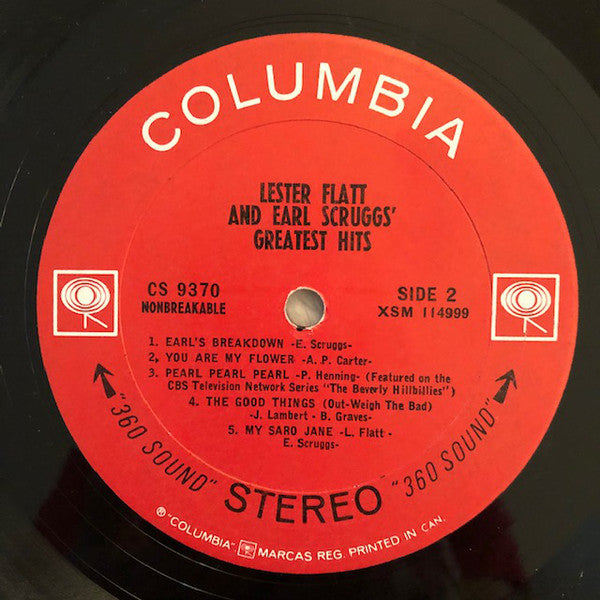 COLUMBIA
LESTER FLATT
AND EARL SCRUGGS'
GREATEST HITS
CS 9370
NONBREAKABLE
SIDE 2
XSM 114999
1. EARL'S BREAKDOWN -E. Scruggs-
2. YOU ARE MY FLOWER -A. P. Carter-
3. PEARL PEARL PEARL -P. Henning- (Featured on the
CBS Television Network Series "The Beverly Hillbillies")
4. THE GOOD THINGS (Out-Weigh The Bad)
-J. Lambert - B. Graves-
5. MY SARO JANE -L. Flatt -
E. Scruggs-
"360 SOUND" STEREO "360 SOUND"
® "COLUMBIA" MARCAS REG. PRINTED IN CAN.